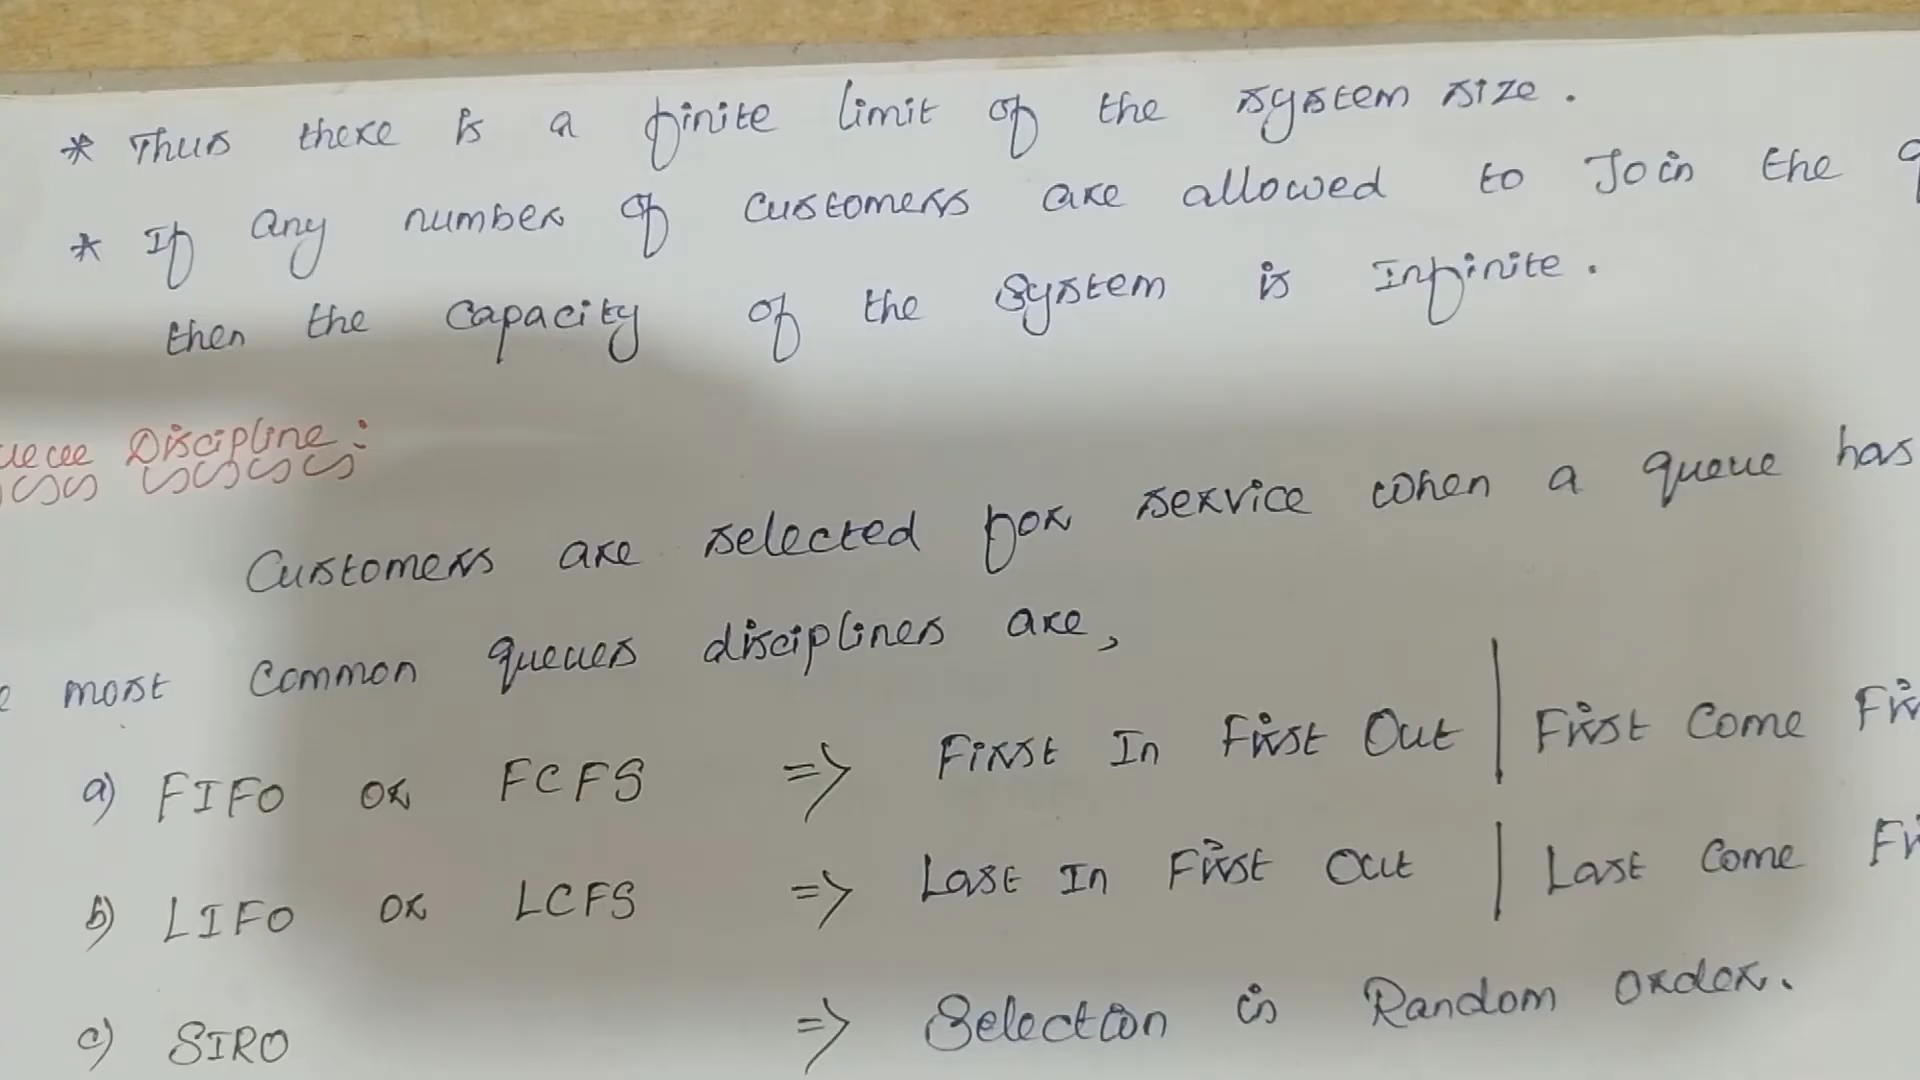 * Thus there is a finite limit of the system size.
* If any number of customers are allowed to Join the
then the capacity of the System is Infinite.
Discipline:
Customers are selected for service when a queue has
most Common queues disciplines are,
a) FIFO or FCFS => First In First Out | First Come
b) LIFO or LCFS => Last In First Out | Last Come
c) SIRO => Selection in Random order.